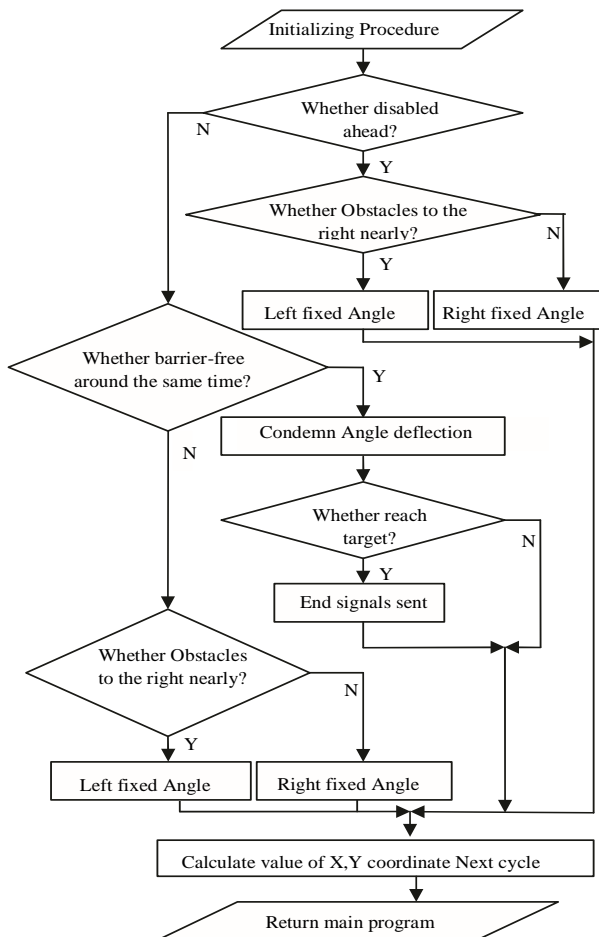 Initializing Procedure
Whether disabled
ahead?
N
Y
Whether Obstacles to the
right nearly?
N
Y
Left fixed Angle
Right fixed Angle
Whether barrier-free
around the same time?
Y
Condemn Angle deflection
N
Whether reach
target?
N
Y
End signals sent
Whether Obstacles
to the right nearly?
N
Y
Left fixed Angle
Right fixed Angle
Calculate value of X,Y coordinate Next cycle
Return main program